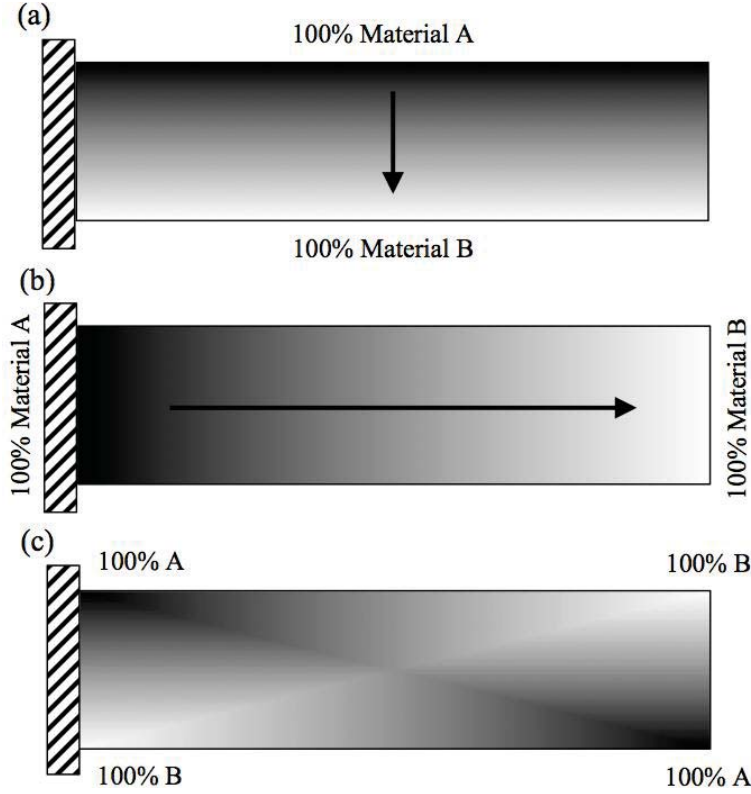 (a)
100% Material A
100% Material B
(b)
100% Material A
100% Material B
(c)
100% A
100% B
100% B
100% A